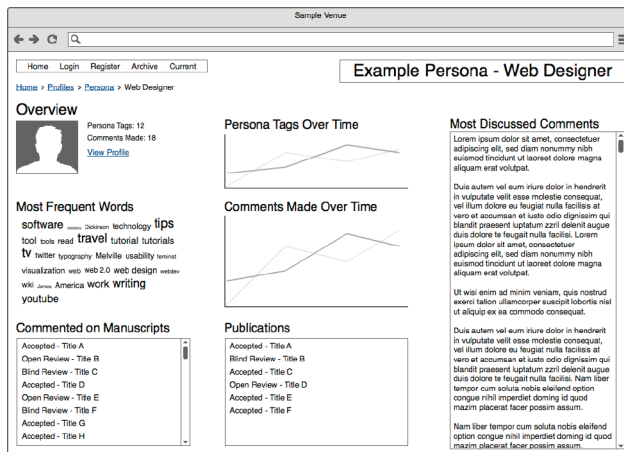 Sample Venue
Home Login Register Archive Current
Example Persona - Web Designer
Home > Profiles > Persona > Web Designer
Overview
Persona Tags: 12
Comments Made: 18
View Profile
Most Frequent Words
software statistics Dickinson technology tips
tool tools read travel tutorial tutorials
tv twitter typography Melville usability feminist
visualization web web 2.0 web design webdev
wiki James America work writing
youtube
Commented on Manuscripts
Accepted - Title A
Open Review - Title B
Blind Review - Title C
Accepted - Title D
Open Review - Title E
Blind Review - Title F
Accepted - Title G
Accepted - Title H
Persona Tags Over Time
Comments Made Over Time
Publications
Accepted - Title A
Blind Review - Title B
Accepted - Title C
Open Review - Title D
Accepted - Title E
Accepted - Title F
Most Discussed Comments
Lorem ipsum dolor sit amet, consectetuer
adipiscing elit, sed diam nonummy nibh
euismod tincidunt ut laoreet dolore magna
aliquam erat volutpat.
Duis autem vel eum iriure dolor in hendrerit
in vulputate velit esse molestie consequat,
vel illum dolore eu feugiat nulla facilisis at
vero et accumsan et iusto odio dignissim qui
blandit praesent luptatum zzril delenit augue
duis dolore te feugait nulla facilisi. Lorem
ipsum dolor sit amet, consectetuer
adipiscing elit, sed diam nonummy nibh
euismod tincidunt ut laoreet dolore magna
aliquam erat volutpat.
Ut wisi enim ad minim veniam, quis nostrud
exerci tation ullamcorper suscipit lobortis nisl
ut aliquip ex ea commodo consequat.
Duis autem vel eum iriure dolor in hendrerit
in vulputate velit esse molestie consequat,
vel illum dolore eu feugiat nulla facilisis at
vero et accumsan et iusto odio dignissim qui
blandit praesent luptatum zzril delenit augue
duis dolore te feugait nulla facilisi. Nam liber
tempor cum soluta nobis eleifend option
congue nihil imperdiet doming id quod
mazim placerat facer possim assum.
Nam liber tempor cum soluta nobis eleifend
option congue nihil imperdiet doming id quod
mazim placerat facer possim assum.